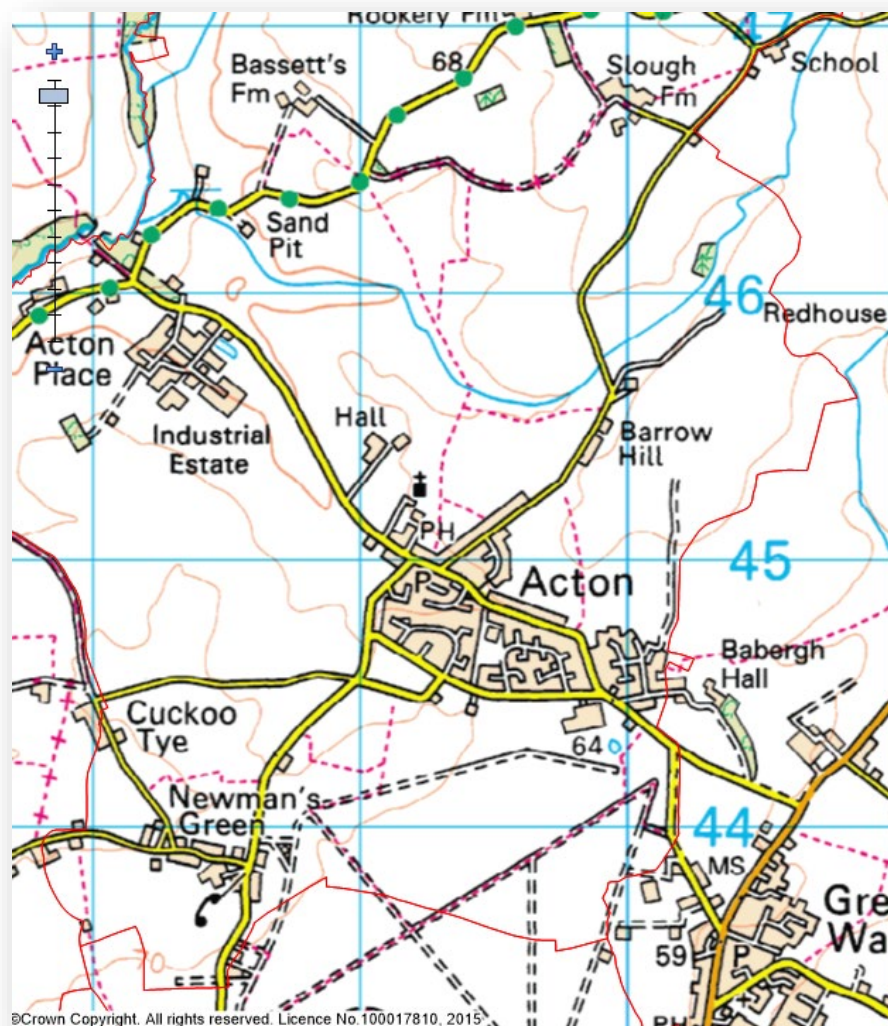 Rookery Fm
47
68
Bassett's
Fm
Slough
Fm
School
Sand
Pit
46
Redhouse
Acton
Place
Industrial
Estate
Hall
Barrow
Hill
PH
P
Acton
45
Babergh
Hall
Cuckoo
Tye
64
Newman's
Green
44
MS
Gre
Wa
59
P
PH
©Crown Copyright. All rights reserved. Licence No.100017810, 2015